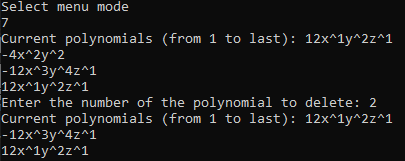 Select menu mode
7
Current polynomials (from 1 to last): 12x^1y^2z^1
-4x^2y^2
-12x^3y^4z^1
12x^1y^2z^1
Enter the number of the polynomial to delete: 2
Current polynomials (from 1 to last): 12x^1y^2z^1
-12x^3y^4z^1
12x^1y^2z^1